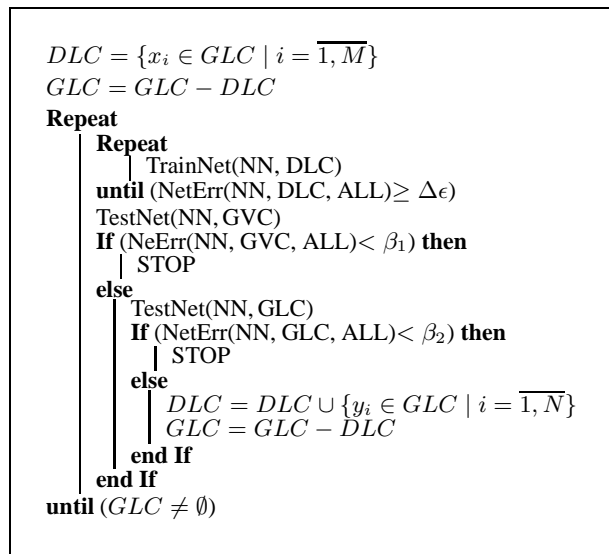 DLC = {x_i ∈ GLC | i = \overline{1, M}}
GLC = GLC − DLC
Repeat
Repeat
TrainNet(NN, DLC)
until (NetErr(NN, DLC, ALL)≥ Δϵ)
TestNet(NN, GVC)
If (NeErr(NN, GVC, ALL)< β_1) then
STOP
else
TestNet(NN, GLC)
If (NetErr(NN, GLC, ALL)< β_2) then
STOP
else
DLC = DLC ∪ {y_i ∈ GLC | i = \overline{1, N}}
GLC = GLC − DLC
end If
end If
until (GLC ≠ ∅)